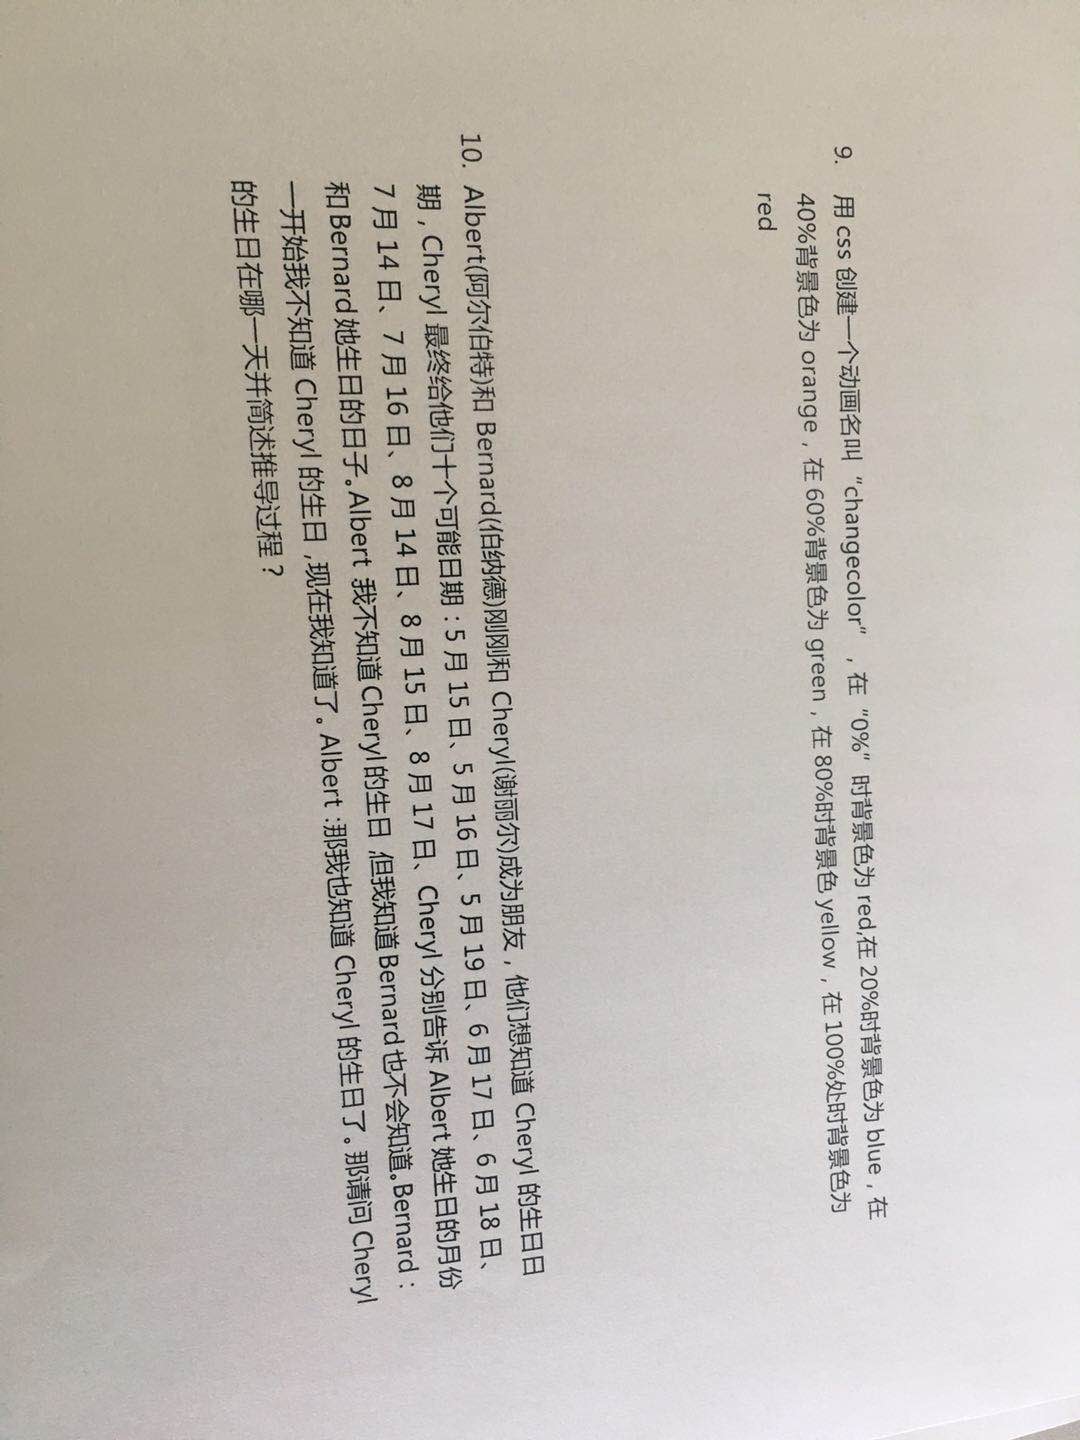 9. 用 css 创建一个动画名叫“changecolor”，在“0%”时背景色为 red,在 20%时背景色为 blue，在
40%背景色为 orange，在 60%背景色为 green，在 80%时背景色 yellow，在 100%处时背景色为
red
10. Albert(阿尔伯特)和 Bernard(伯纳德)刚刚和 Cheryl(谢丽尔)成为朋友，他们想知道 Cheryl 的生日日
期，Cheryl 最终给他们十个可能日期：5 月 15 日、5 月 16 日、5 月 19 日、6 月 17 日、6 月 18 日、
7 月 14 日、7 月 16 日、8 月 14 日、8 月 15 日、8 月 17 日、Cheryl 分别告诉 Albert 她生日的月份
和 Bernard 她生日的日子。Albert 我不知道 Cheryl 的生日,但我知道 Bernard 也不会知道。Bernard：
一开始我不知道 Cheryl 的生日,现在我知道了。Albert :那我也知道 Cheryl 的生日了。那请问 Cheryl
的生日在哪一天并简述推导过程？